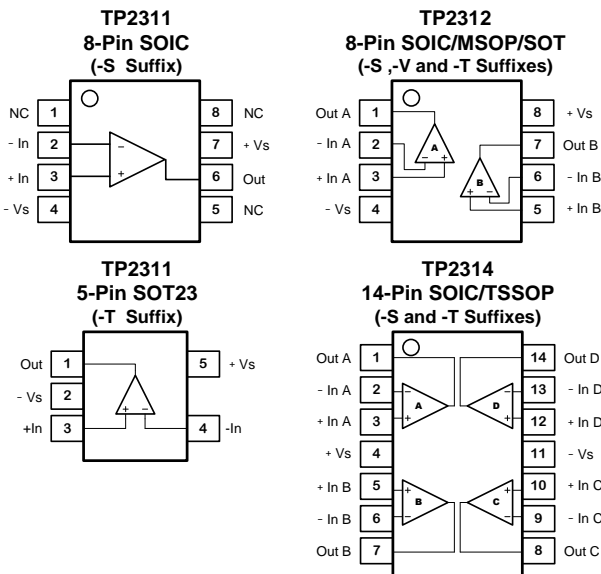 TP2311
8-Pin SOIC
(-S Suffix)
NC 1 8 NC
- In 2 - 7 + Vs
+ In 3 + 6 Out
- Vs 4 5 NC
TP2312
8-Pin SOIC/MSOP/SOT
(-S ,-V and -T Suffixes)
Out A 1 8 + Vs
- In A 2 A - + 7 Out B
+ In A 3 B + - 6 - In B
- Vs 4 5 + In B
TP2311
5-Pin SOT23
(-T Suffix)
Out 1 5 + Vs
- Vs 2
+In 3 + - 4 -In
TP2314
14-Pin SOIC/TSSOP
(-S and -T Suffixes)
Out A 1 14 Out D
- In A 2 - A D - 13 - In D
+ In A 3 + + 12 + In D
+ Vs 4 11 - Vs
+ In B 5 + B C + 10 + In C
- In B 6 - - 9 - In C
Out B 7 8 Out C